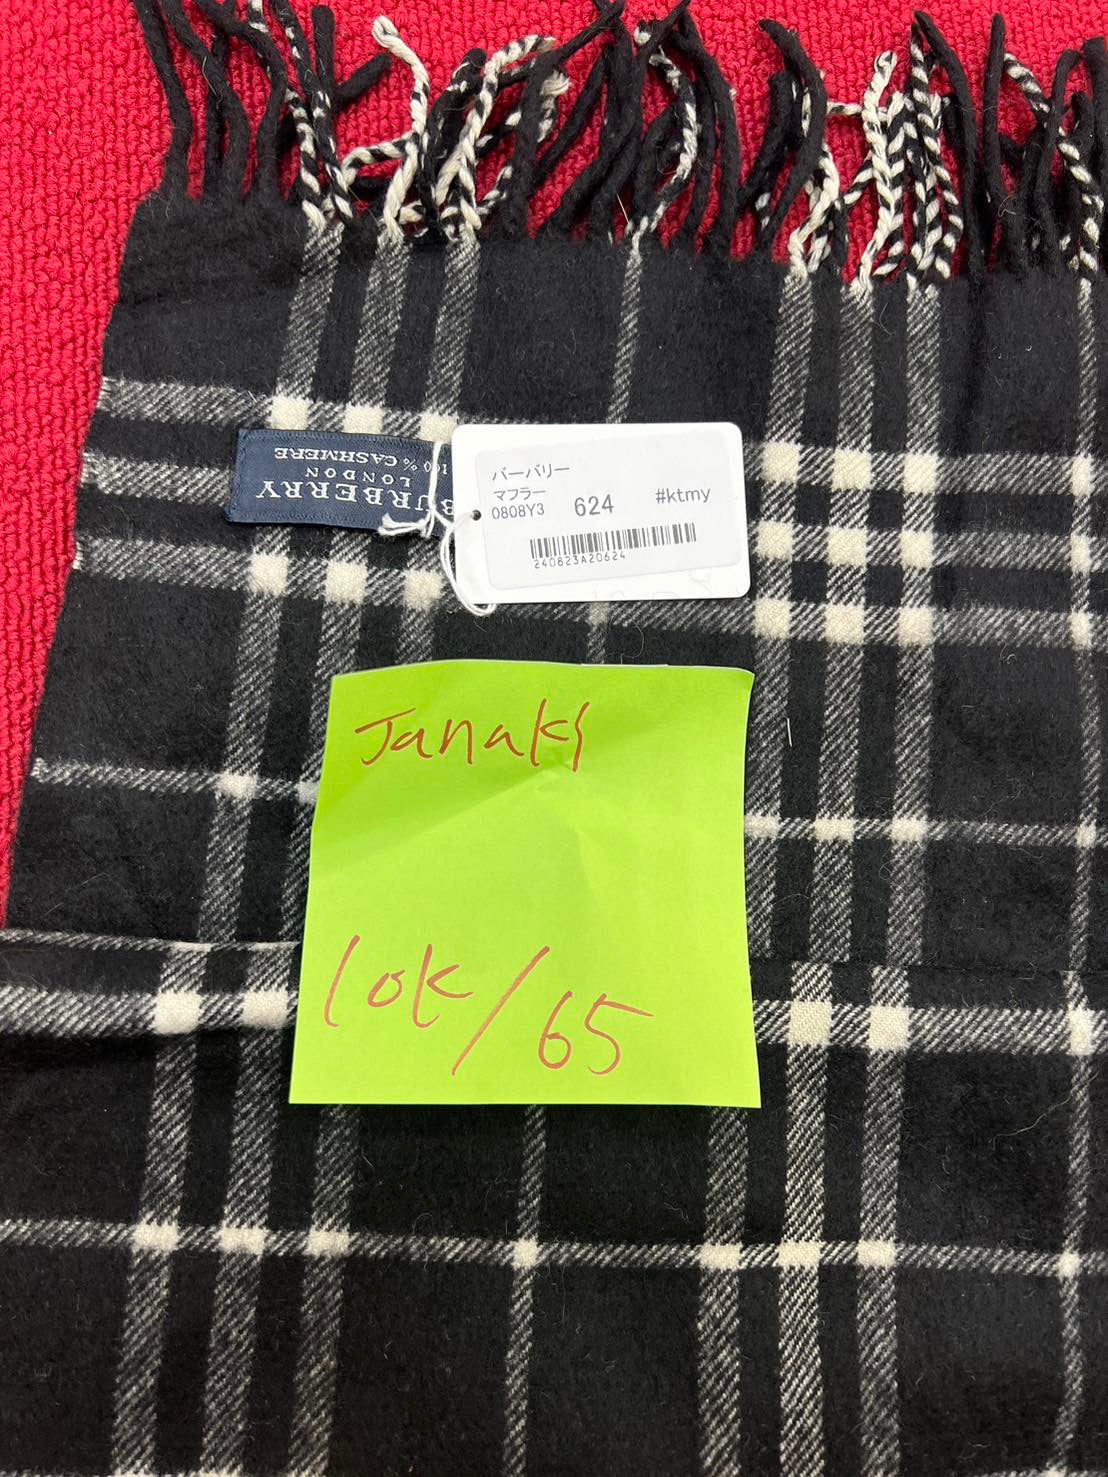 BURBERRY
LONDON
100% CASHMERE
バーバリー
マフラー
0808Y3 624 #ktmy
240823A20624
Janaki
10k/65